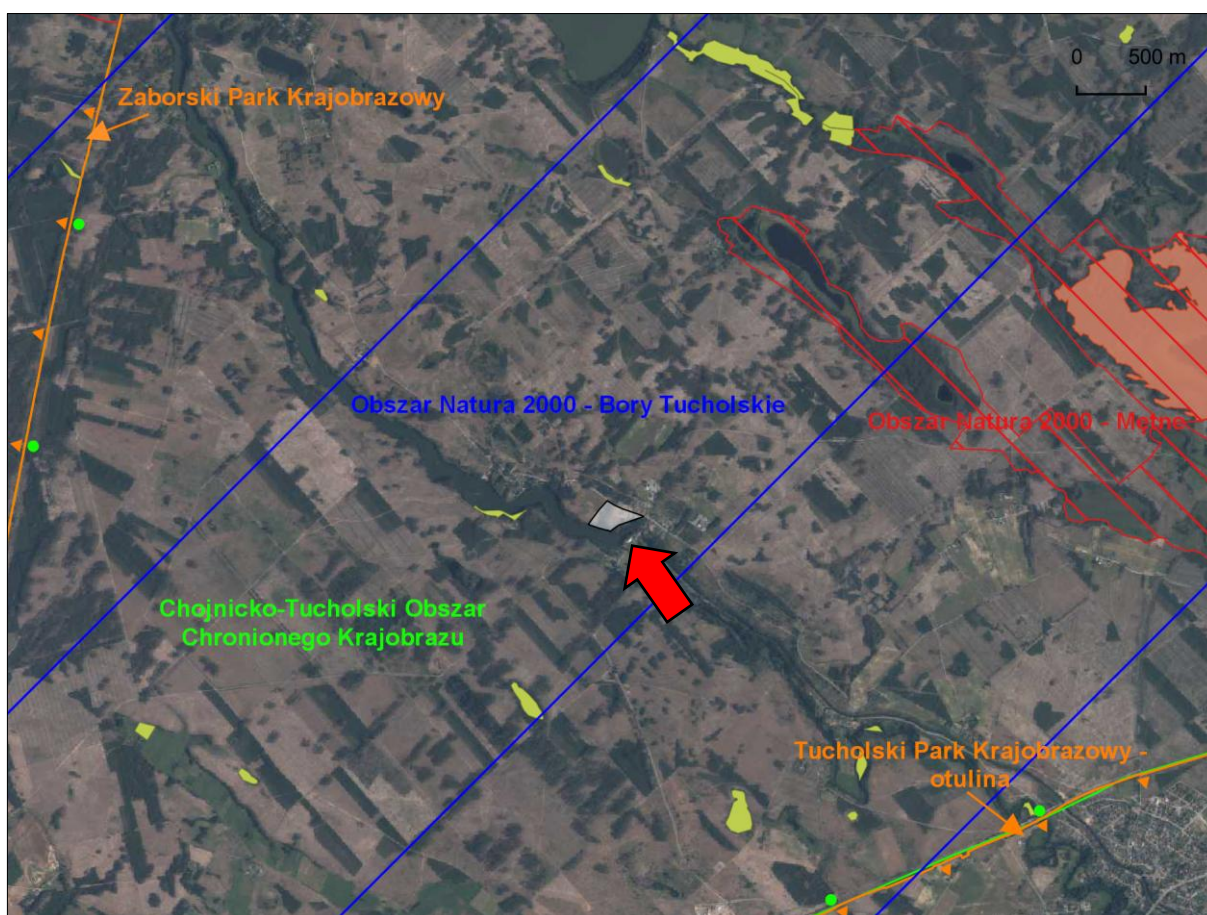 0 500 m
Zaborski Park Krajobrazowy
Obszar Natura 2000 - Bory Tucholskie
Obszar Natura 2000 - Mętne
Chojnicko-Tucholski Obszar
Chronionego Krajobrazu
Tucholski Park Krajobrazowy -
otulina